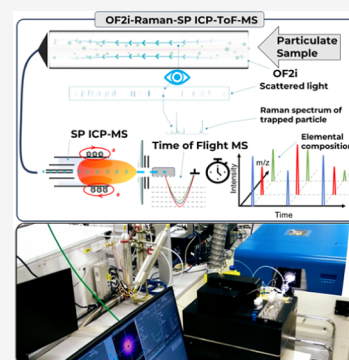 OF2i-Raman-SP ICP-ToF-MS
Particulate
Sample
OF2i
Scattered light
Raman spectrum of
trapped particle
SP ICP-MS
Time of Flight MS
Elemental
composition
m/z
Intensity
Time